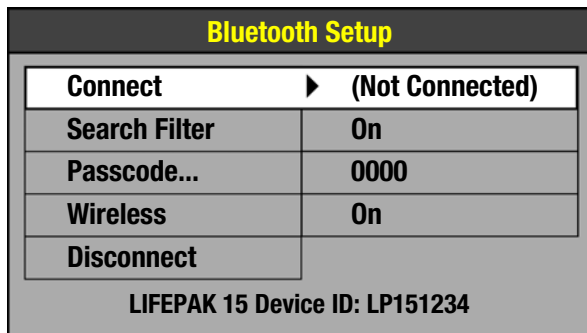 Bluetooth Setup
Connect ▶ (Not Connected)
Search Filter On
Passcode... 0000
Wireless On
Disconnect
LIFEPAK 15 Device ID: LP151234